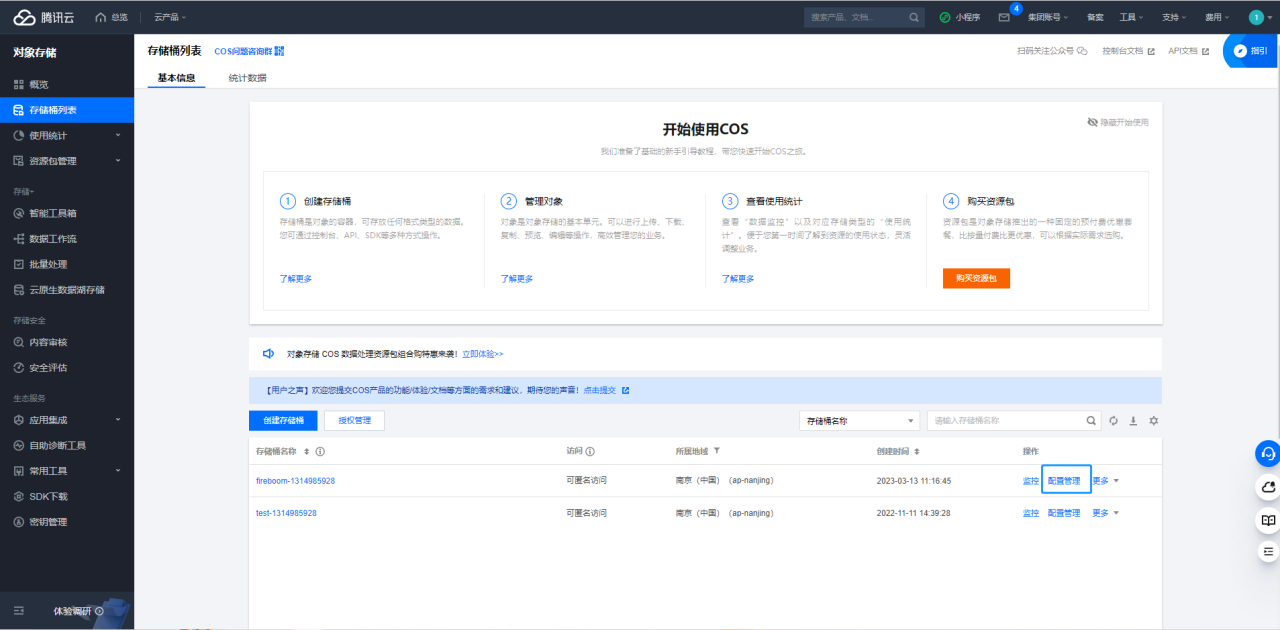 腾讯云 总览 云产品 搜索产品、文档... 小程序 4 集团账号 备案 工具 支持 费用 1
对象存储
概览
存储桶列表
使用统计
资源包管理
存储+
智能工具箱
数据工作流
批量处理
云原生数据湖存储
存储安全
内容审核
安全评估
生态服务
应用集成
自助诊断工具
常用工具
SDK下载
密钥管理
体验调研
存储桶列表 COS问题咨询群 扫码关注公众号 控制台文档 API文档 指引
基本信息 统计数据
开始使用COS 隐藏开始使用
我们准备了基础的新手引导教程，带您快速开始COS之旅。
1 创建存储桶
存储桶是对象的容器，可存放任何格式类型的数据。
您可通过控制台、API、SDK等多种方式操作。
了解更多
2 管理对象
对象是对象存储的基本单元。可以进行上传、下载、
复制、预览、编辑等操作，高效管理您的业务。
了解更多
3 查看使用统计
查看“数据监控”以及对应存储类型的“使用统
计”。便于您第一时间了解到资源的使用状态，灵活
调整业务。
了解更多
4 购买资源包
资源包是对象存储推出的一种固定的预付费优惠套
餐，比按量付费比更优惠，可以根据实际需求选购。
购买资源包
对象存储 COS 数据处理资源包组合购特惠来袭！立即体验>>
【用户之声】欢迎您提交COS产品的功能/体验/文档等方面的需求和建议，期待您的声音！点击提交
创建存储桶 授权管理 存储桶名称 请输入存储桶名称
存储桶名称 访问 所属地域 创建时间 操作
fireboom-1314985928 可匿名访问 南京（中国）（ap-nanjing） 2023-03-13 11:16:45 监控 配置管理 更多
test-1314985928 可匿名访问 南京（中国）（ap-nanjing） 2022-11-11 14:39:28 监控 配置管理 更多